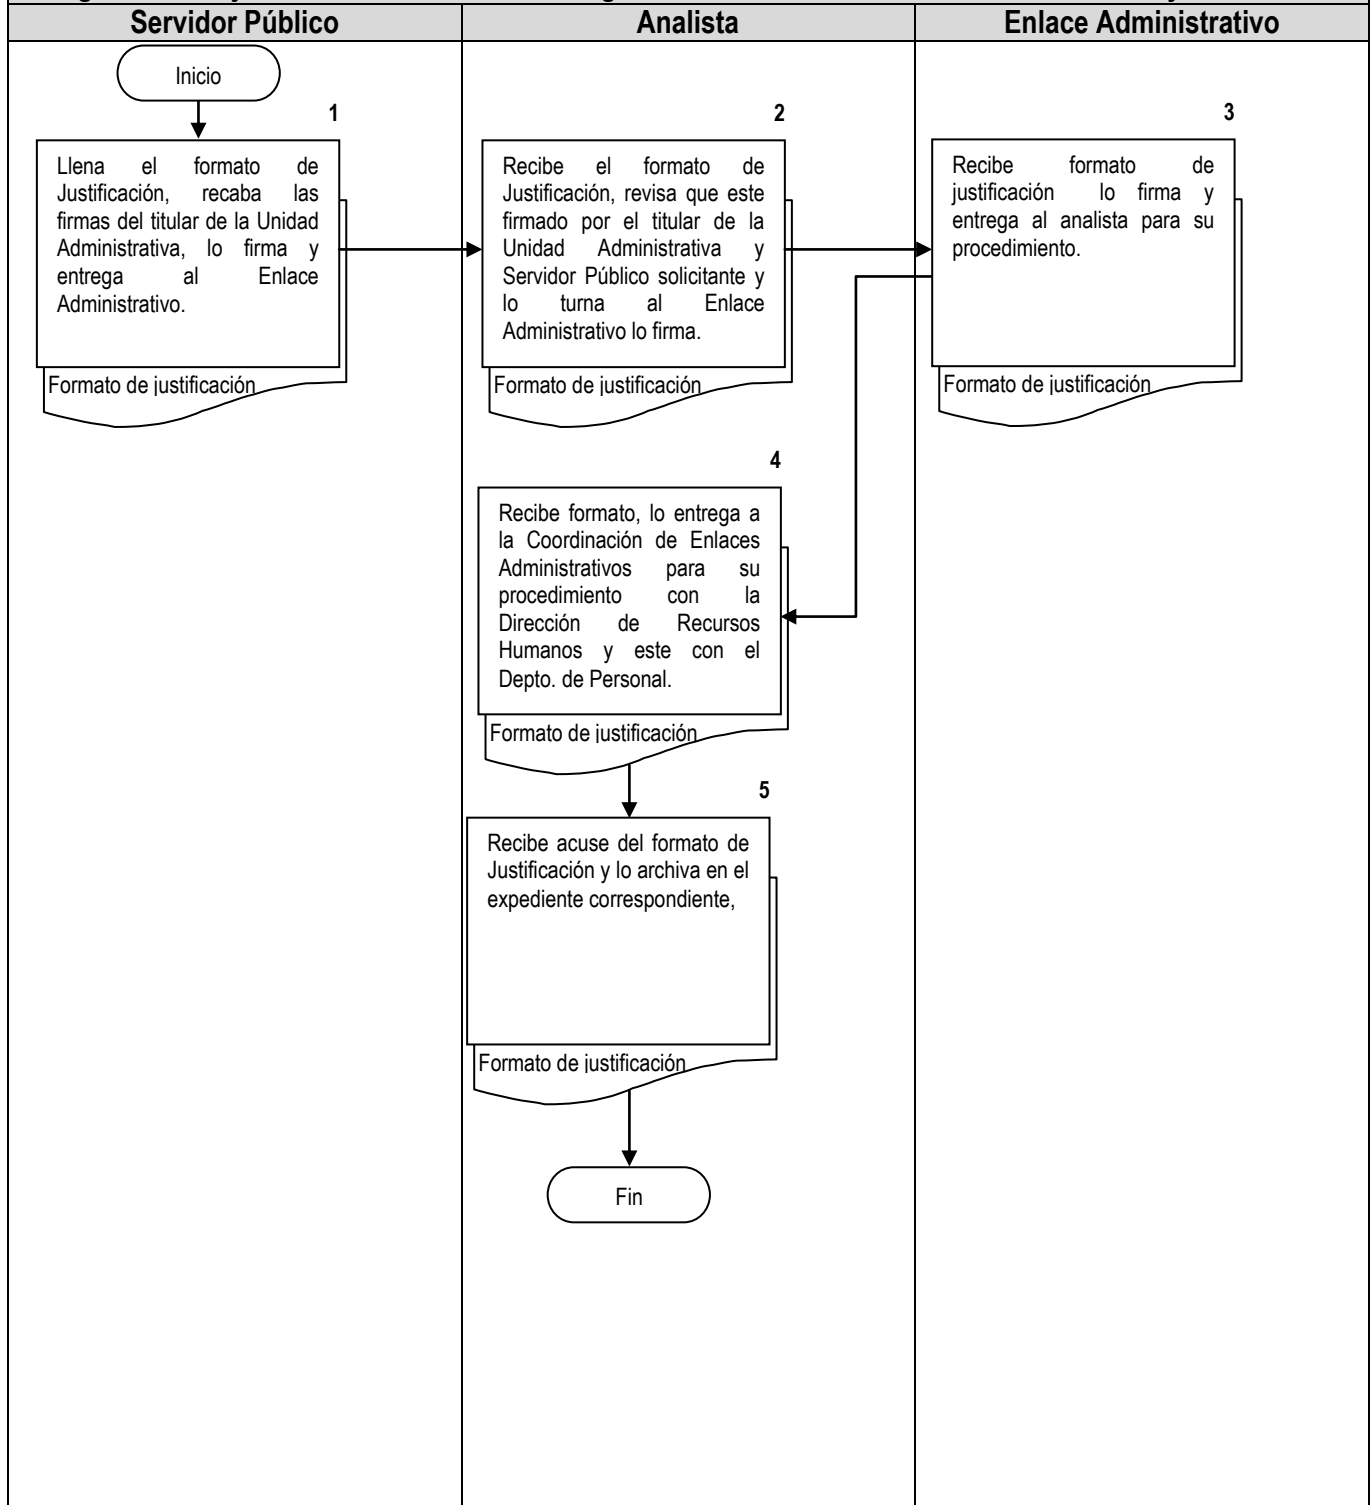 Servidor Público
Analista
Enlace Administrativo
Inicio
1
Llena el formato de
Justificación, recaba las
firmas del titular de la Unidad
Administrativa, lo firma y
entrega al Enlace
Administrativo.
Formato de justificación
2
Recibe el formato de
Justificación, revisa que este
firmado por el titular de la
Unidad Administrativa y
Servidor Público solicitante y
lo turna al Enlace
Administrativo lo firma.
Formato de justificación
3
Recibe formato de
justificación lo firma y
entrega al analista para su
procedimiento.
Formato de justificación
4
Recibe formato, lo entrega a
la Coordinación de Enlaces
Administrativos para su
procedimiento con la
Dirección de Recursos
Humanos y este con el
Depto. de Personal.
Formato de justificación
5
Recibe acuse del formato de
Justificación y lo archiva en el
expediente correspondiente,
Formato de justificación
Fin